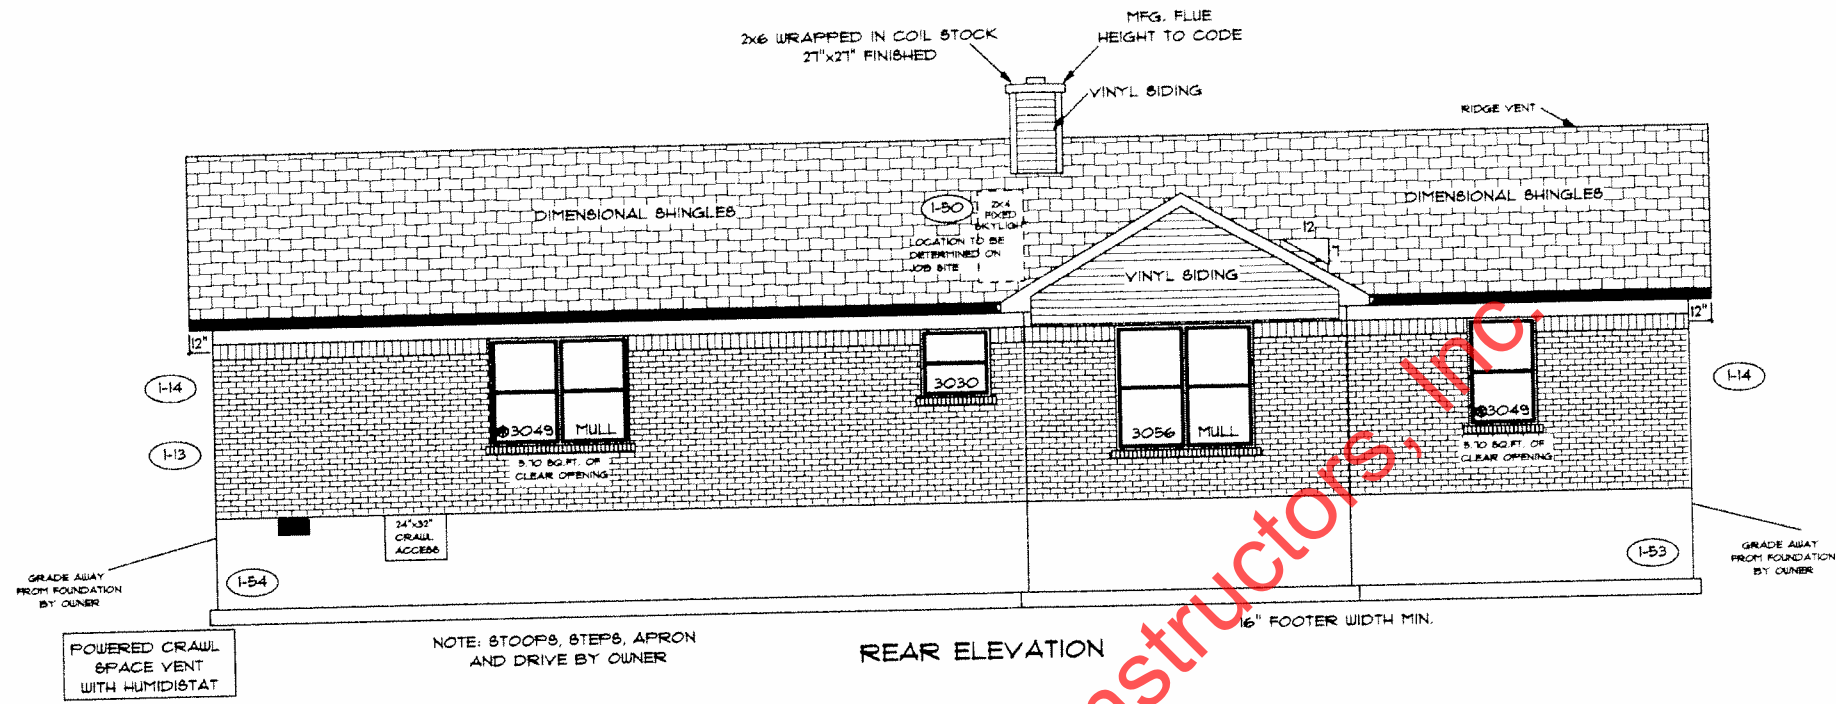 MFG. FLUE
HEIGHT TO CODE
2x6 WRAPPED IN COIL STOCK
27"x27" FINISHED
VINYL SIDING
RIDGE VENT
DIMENSIONAL SHINGLES
1-50
2x4
FIXED
SKYLIGH
LOCATION TO BE
DETERMINED ON
JOB SITE
12
7
DIMENSIONAL SHINGLES
VINYL SIDING
12"
12"
1-14
1-14
1-13
3049
MULL
5.70 SQ.FT. OF
CLEAR OPENING
3030
3056
MULL
3049
5.70 SQ.FT. OF
CLEAR OPENING
24"x32"
CRAWL
ACCESS
1-54
1-53
GRADE AWAY
FROM FOUNDATION
BY OWNER
GRADE AWAY
FROM FOUNDATION
BY OWNER
POWERED CRAWL
SPACE VENT
WITH HUMIDISTAT
NOTE: STOOPS, STEPS, APRON
AND DRIVE BY OWNER
REAR ELEVATION
16" FOOTER WIDTH MIN.
nstructors, Inc.